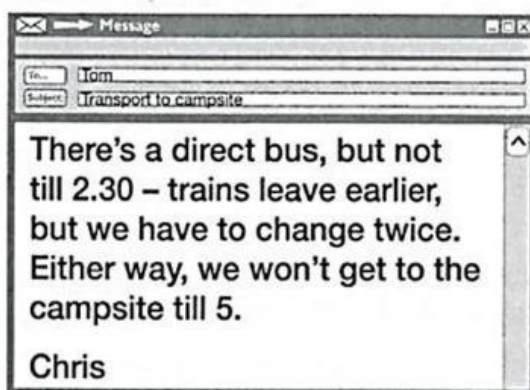 Message
To...
Tom
Subject:
Transport to campsite
There's a direct bus, but not
till 2.30 – trains leave earlier,
but we have to change twice.
Either way, we won't get to the
campsite till 5.
Chris